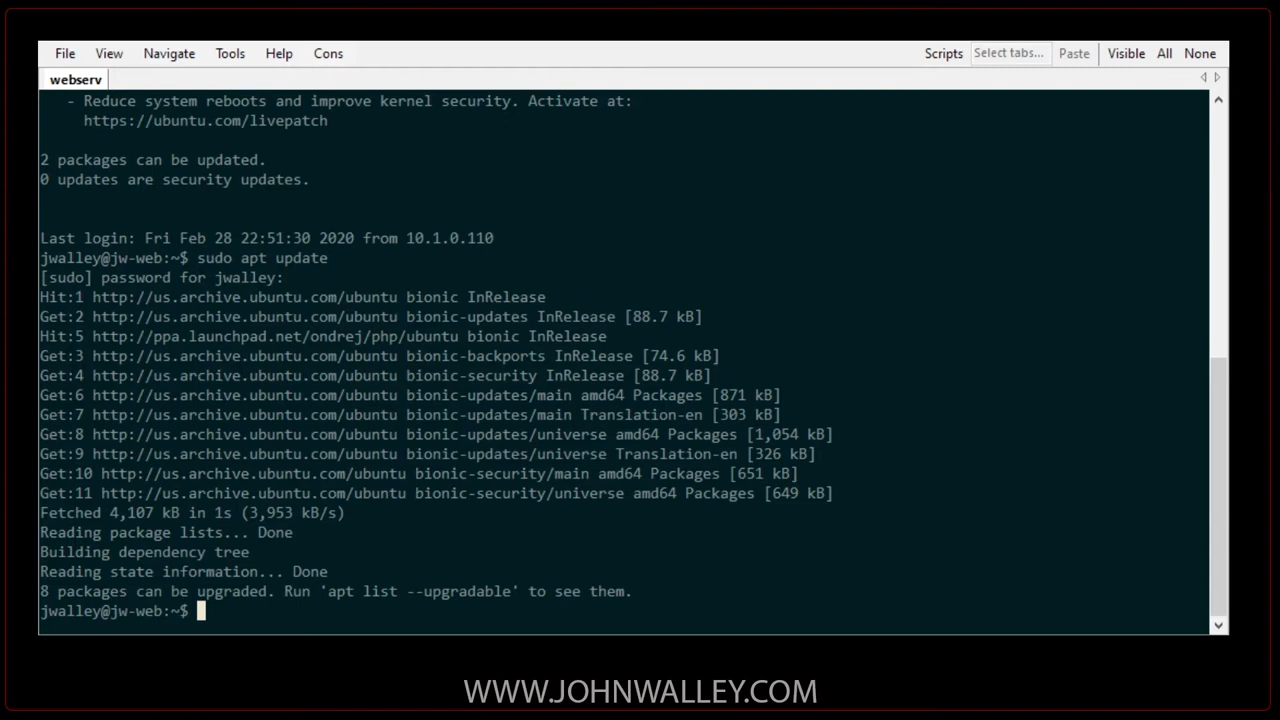 File View Navigate Tools Help Cons Scripts Select tabs... Paste Visible All None
webserv
- Reduce system reboots and improve kernel security. Activate at:
https://ubuntu.com/livepatch
2 packages can be updated.
0 updates are security updates.
Last login: Fri Feb 28 22:51:30 2020 from 10.1.0.110
jwalley@jw-web:~$ sudo apt update
[sudo] password for jwalley:
Hit:1 http://us.archive.ubuntu.com/ubuntu bionic InRelease
Get:2 http://us.archive.ubuntu.com/ubuntu bionic-updates InRelease [88.7 kB]
Hit:5 http://ppa.launchpad.net/ondrej/php/ubuntu bionic InRelease
Get:3 http://us.archive.ubuntu.com/ubuntu bionic-backports InRelease [74.6 kB]
Get:4 http://us.archive.ubuntu.com/ubuntu bionic-security InRelease [88.7 kB]
Get:6 http://us.archive.ubuntu.com/ubuntu bionic-updates/main amd64 Packages [871 kB]
Get:7 http://us.archive.ubuntu.com/ubuntu bionic-updates/main Translation-en [303 kB]
Get:8 http://us.archive.ubuntu.com/ubuntu bionic-updates/universe amd64 Packages [1,054 kB]
Get:9 http://us.archive.ubuntu.com/ubuntu bionic-updates/universe Translation-en [326 kB]
Get:10 http://us.archive.ubuntu.com/ubuntu bionic-security/main amd64 Packages [651 kB]
Get:11 http://us.archive.ubuntu.com/ubuntu bionic-security/universe amd64 Packages [649 kB]
Fetched 4,107 kB in 1s (3,953 kB/s)
Reading package lists... Done
Building dependency tree
Reading state information... Done
8 packages can be upgraded. Run 'apt list --upgradable' to see them.
jwalley@jw-web:~$
WWW.JOHNWALLEY.COM